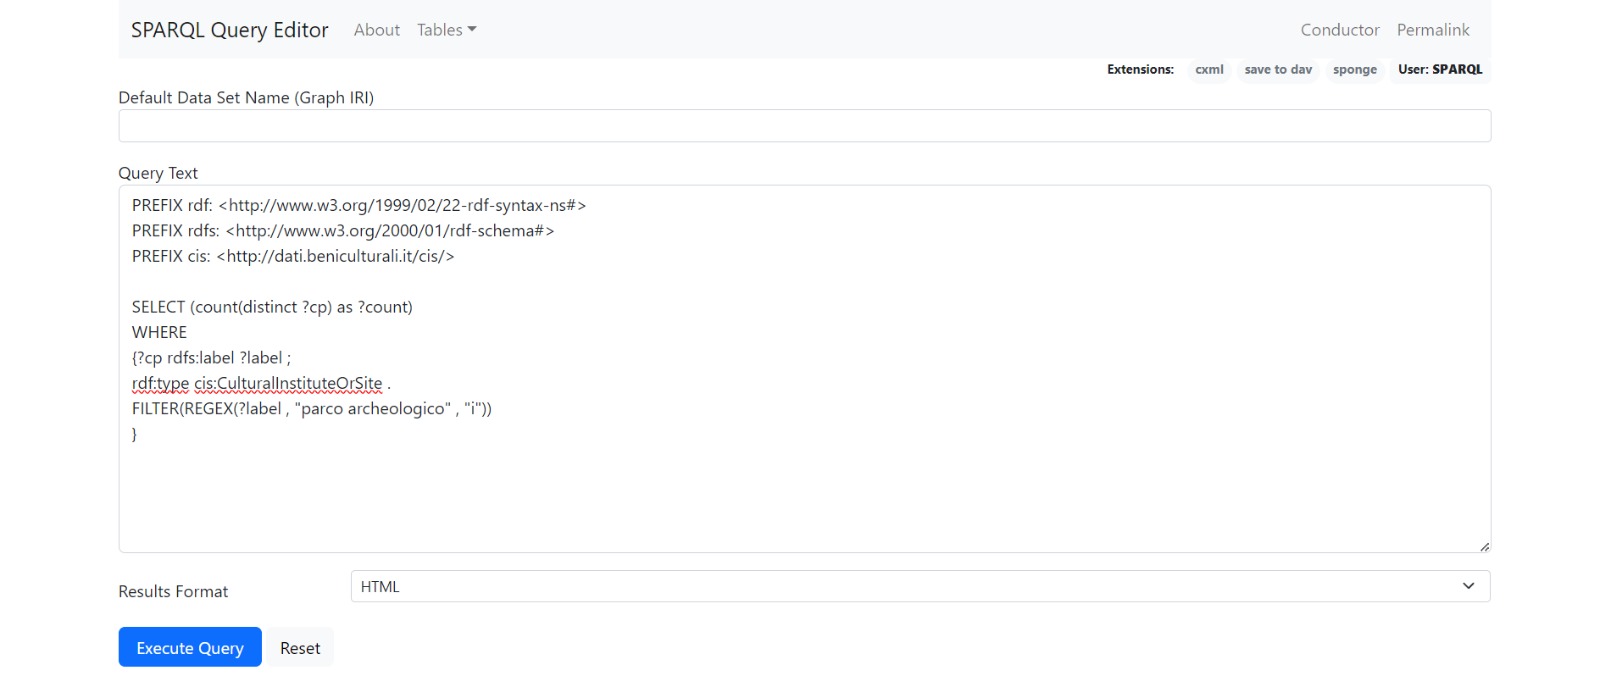 SPARQL Query Editor About Tables Conductor Permalink
Extensions: cxml save to dav sponge User: SPARQL
Default Data Set Name (Graph IRI)
Query Text
PREFIX rdf: <http://www.w3.org/1999/02/22-rdf-syntax-ns#>
PREFIX rdfs: <http://www.w3.org/2000/01/rdf-schema#>
PREFIX cis: <http://dati.beniculturali.it/cis/>
SELECT (count(distinct ?cp) as ?count)
WHERE
{?cp rdfs:label ?label ;
rdf:type cis:CulturalInstituteOrSite .
FILTER(REGEX(?label , "parco archeologico" , "i"))
}
Results Format HTML
Execute Query Reset